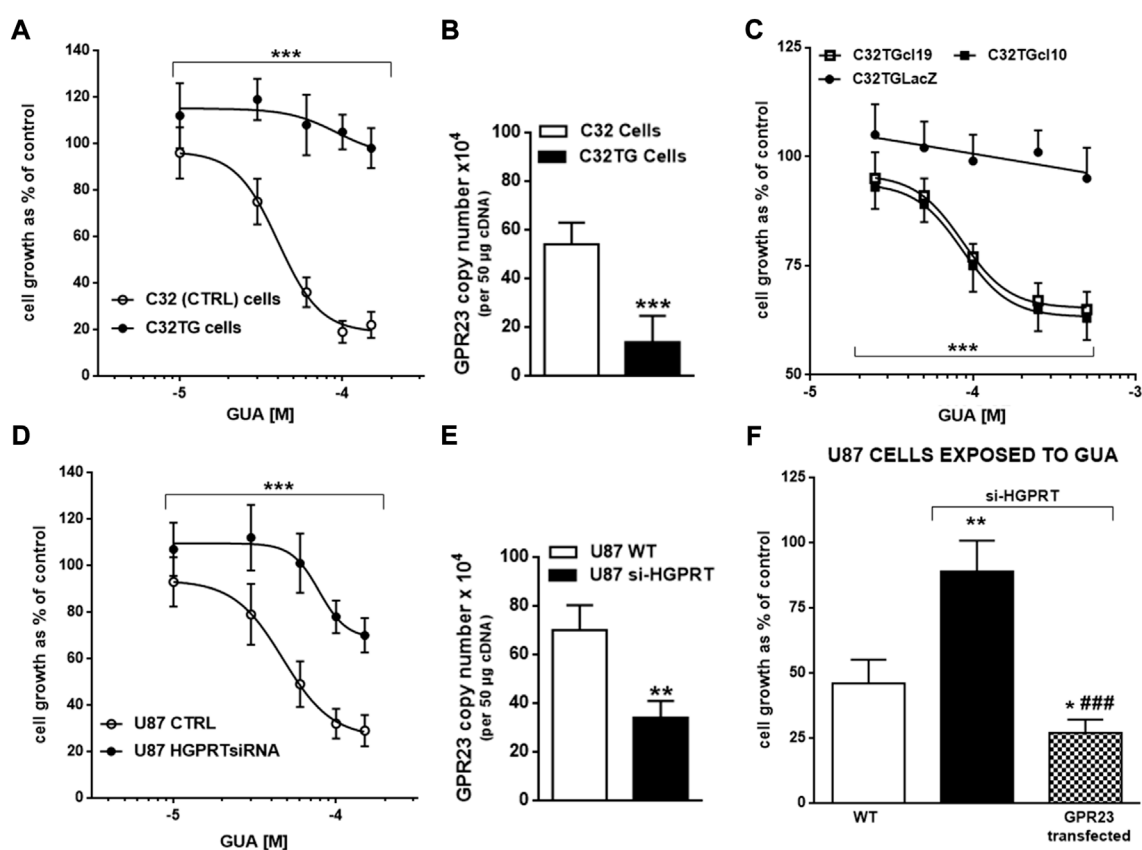 A
***
140
120
100
80
60
40
20
0
cell growth as % of control
C32 (CTRL) cells
C32TG cells
-5
-4
GUA [M]
B
C32 Cells
C32TG Cells
100
80
60
40
20
0
GPR23 copy number x10⁴
(per 50 µg cDNA)
***
C
C32TGcl19
C32TGcl10
C32TGLacZ
125
100
75
50
cell growth as % of control
***
-5
-4
-3
GUA [M]
D
***
140
120
100
80
60
40
20
0
cell growth as % of control
U87 CTRL
U87 HGPRTsiRNA
-5
-4
GUA [M]
E
U87 WT
U87 si-HGPRT
100
80
60
40
20
0
GPR23 copy number x 10⁴
(per 50 µg cDNA)
**
F
U87 CELLS EXPOSED TO GUA
si-HGPRT
125
100
75
50
25
0
cell growth as % of control
**
* ###
WT
GPR23
transfected